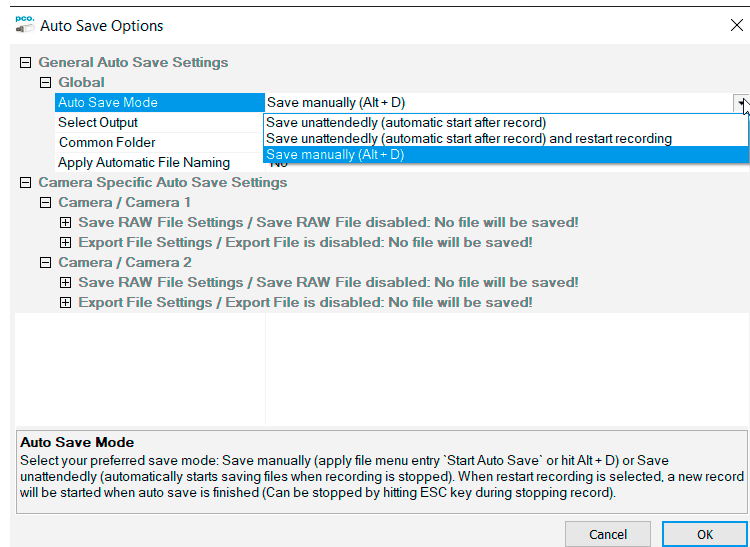 pco.
Auto Save Options
General Auto Save Settings
Global
Auto Save Mode Save manually (Alt + D)
Select Output Save unattendedly (automatic start after record)
Common Folder Save unattendedly (automatic start after record) and restart recording
Save manually (Alt + D)
Apply Automatic File Naming No
Camera Specific Auto Save Settings
Camera / Camera 1
Save RAW File Settings / Save RAW File disabled: No file will be saved!
Export File Settings / Export File is disabled: No file will be saved!
Camera / Camera 2
Save RAW File Settings / Save RAW File disabled: No file will be saved!
Export File Settings / Export File is disabled: No file will be saved!
Auto Save Mode
Select your preferred save mode: Save manually (apply file menu entry `Start Auto Save` or hit Alt + D) or Save
unattendedly (automatically starts saving files when recording is stopped). When restart recording is selected, a new record
will be started when auto save is finished (Can be stopped by hitting ESC key during stopping record).
Cancel OK